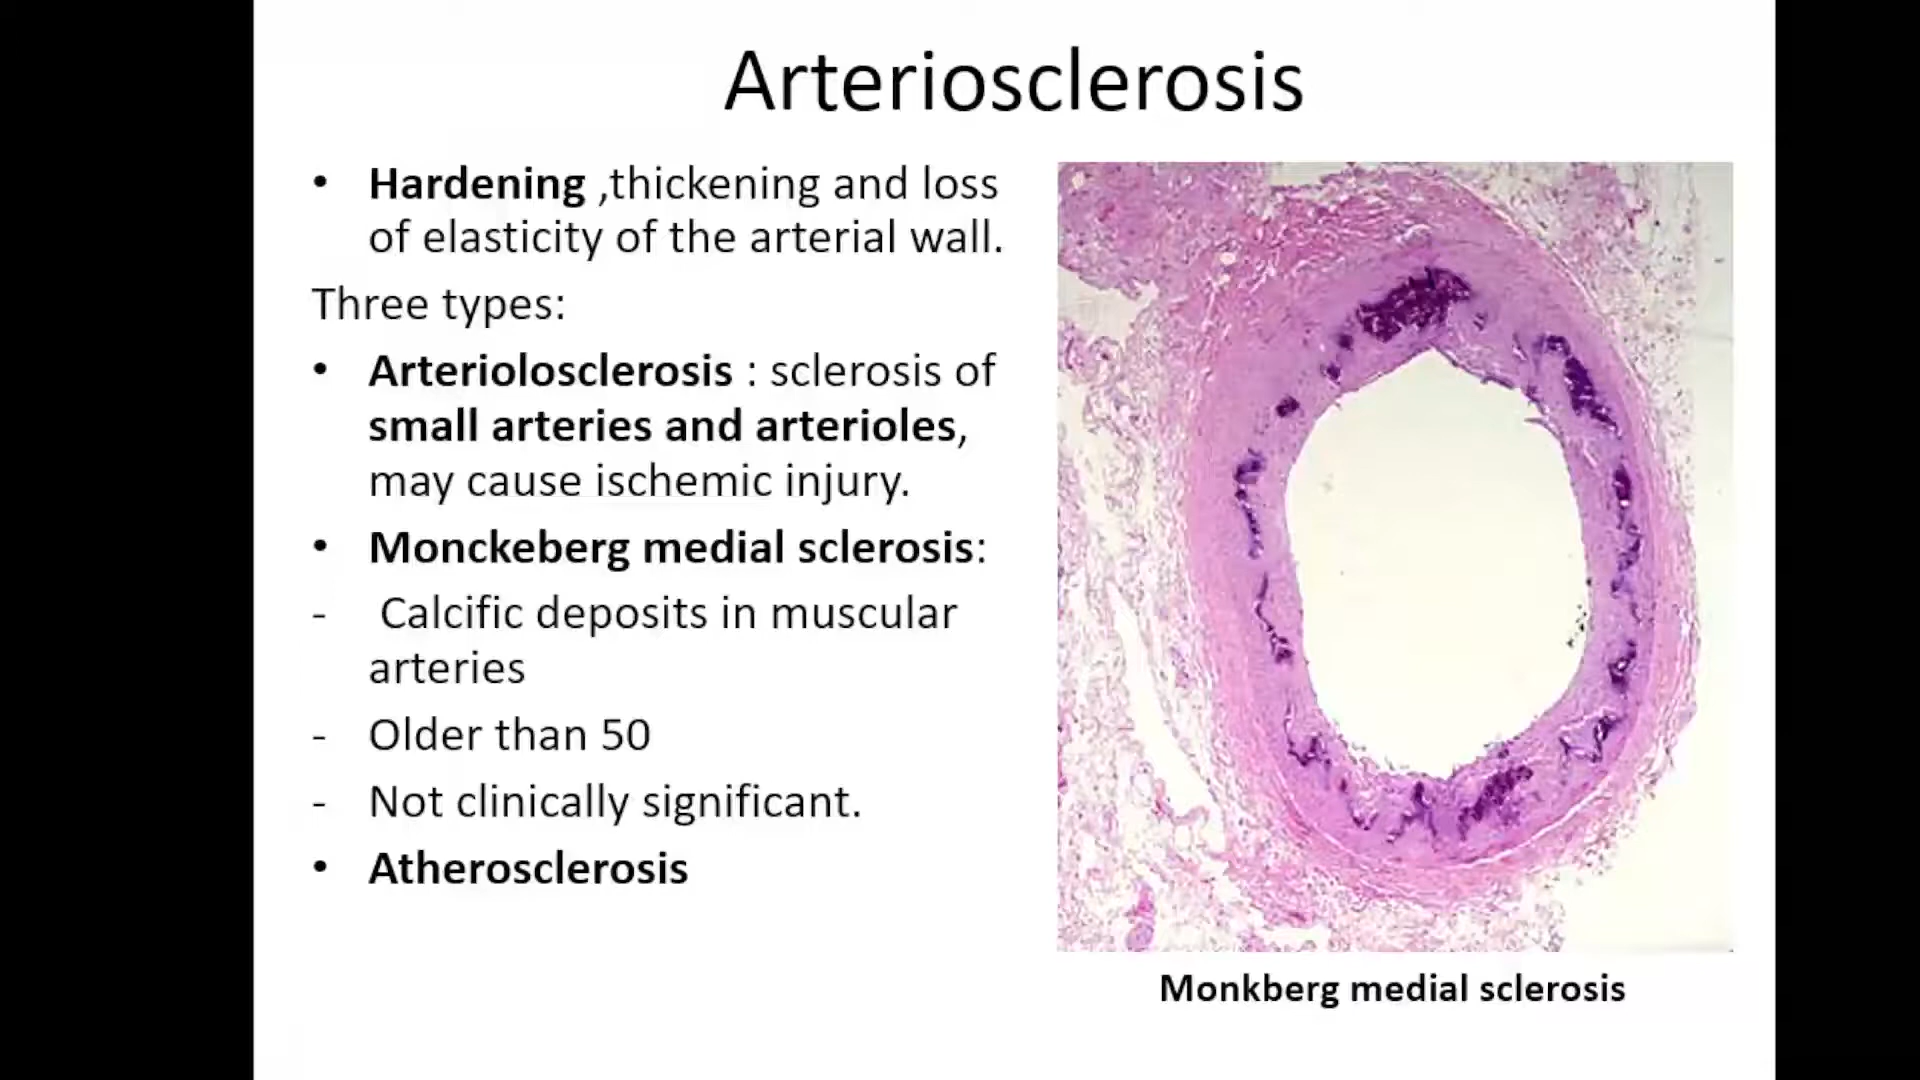 Arteriosclerosis
• Hardening ,thickening and loss
of elasticity of the arterial wall.
Three types:
• Arteriolosclerosis : sclerosis of
small arteries and arterioles,
may cause ischemic injury.
• Monckeberg medial sclerosis:
- Calcific deposits in muscular
arteries
- Older than 50
- Not clinically significant.
• Atherosclerosis
Monkberg medial sclerosis